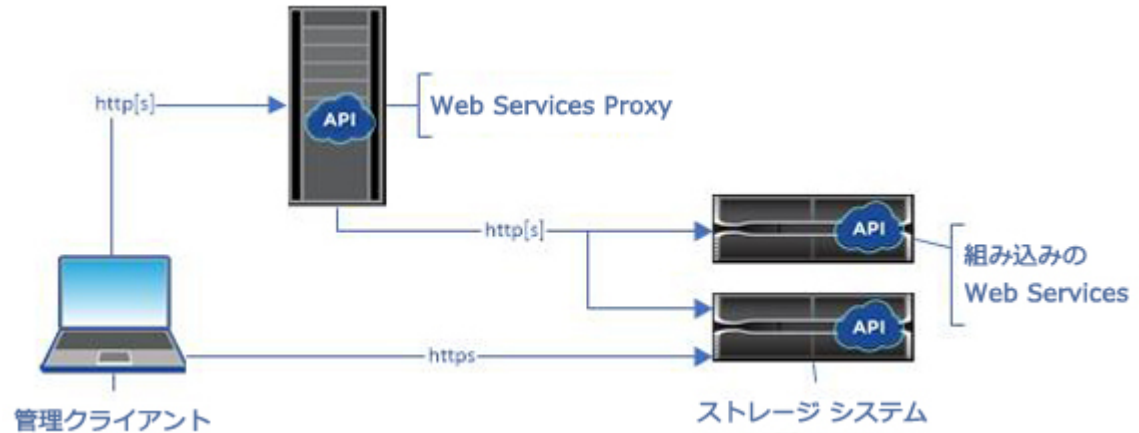 http[s]
API
Web Services Proxy
http[s]
API
組み込みの
Web Services
API
https
管理クライアント
ストレージ システム